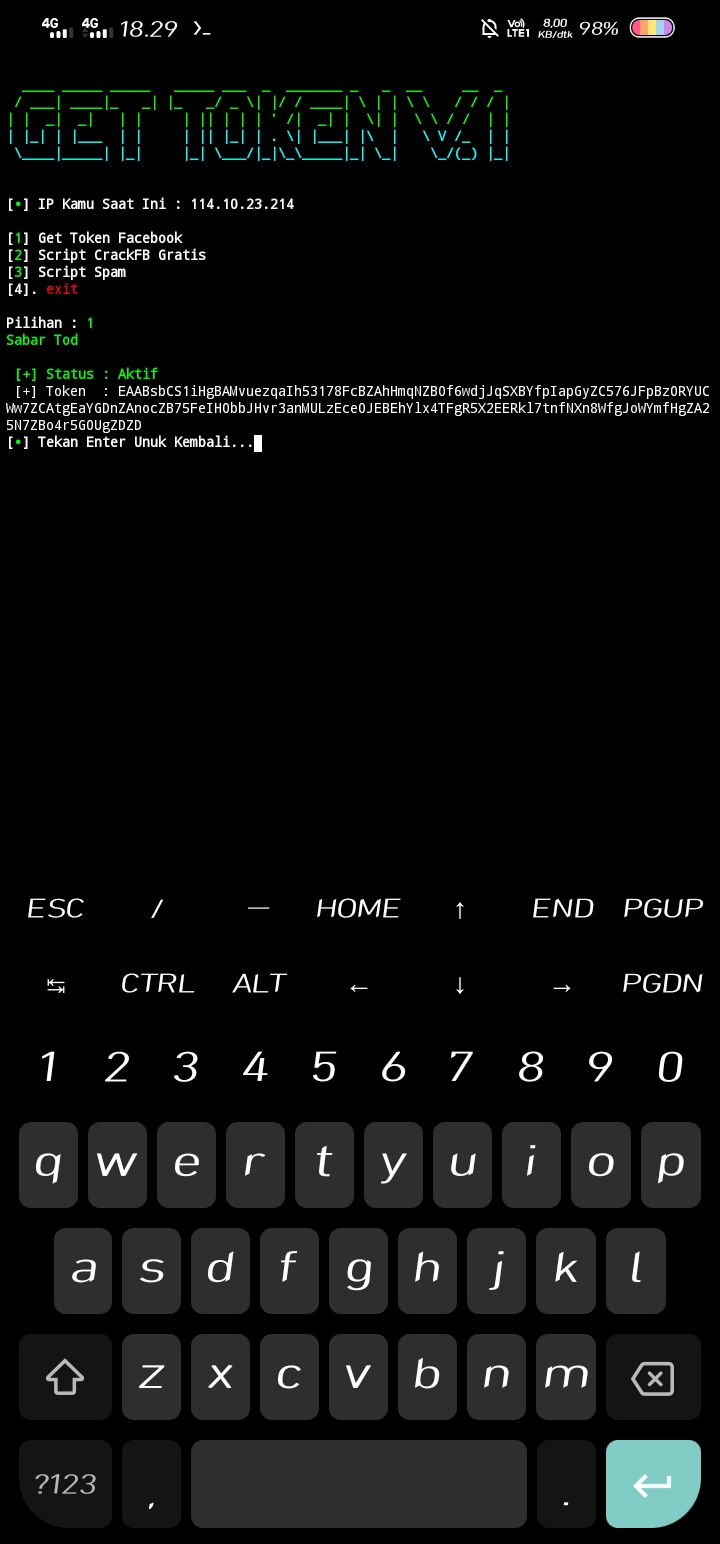 4G 4G 18.29 >_ Vo) LTE1 8,00 KB/dtk 98%
GET TOKEN V.1
[•] IP Kamu Saat Ini : 114.10.23.214
[1] Get Token Facebook
[2] Script CrackFB Gratis
[3] Script Spam
[4]. exit
Pilihan : 1
Sabar Tod
[+] Status : Aktif
[+] Token : EAABsbCS1iHgBAMvuezqaIh53178FcBZAhHmqNZBOf6wdjJqSXBYfpIapGyZC576JFpBzORYUC
Ww7ZCAtgEaYGDnZAnocZB75FeIHObbJHvr3anMULzEceOJEBEhYlx4TFgR5X2EERkl7tnfNXn8WfgJoWYmfHgZA2
5N7ZBo4r5GOUgZDZD
[•] Tekan Enter Unuk Kembali...
ESC / — HOME ↑ END PGUP
↹ CTRL ALT ← ↓ → PGDN
1 2 3 4 5 6 7 8 9 0
q w e r t y u i o p
a s d f g h j k l
z x c v b n m
?123 , .